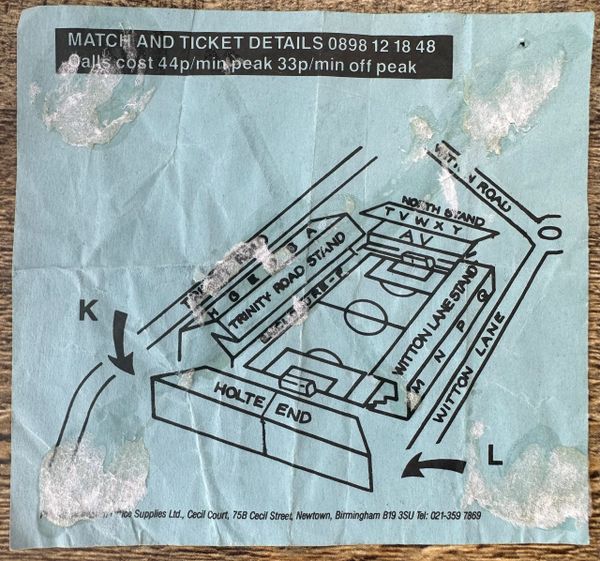 MATCH AND TICKET DETAILS 0898 12 18 48
Calls cost 44p/min peak 33p/min off peak
WITTON ROAD
NORTH STAND
T V W X Y
A V
H G E B A
TRINITY ROAD STAND
ENCLOSURE - F
WITTON LANE STAND
M N P Q
WITTON LANE
K
HOLTE END
L
Supplies Ltd., Cecil Court, 75B Cecil Street, Newtown, Birmingham B19 3SU Tel: 021-359 7869